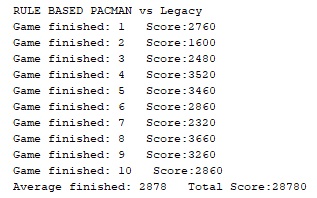 RULE BASED PACMAN vs Legacy
Game finished: 1   Score:2760
Game finished: 2   Score:1600
Game finished: 3   Score:2480
Game finished: 4   Score:3520
Game finished: 5   Score:3460
Game finished: 6   Score:2860
Game finished: 7   Score:2320
Game finished: 8   Score:3660
Game finished: 9   Score:3260
Game finished: 10   Score:2860
Average finished: 2878   Total Score:28780